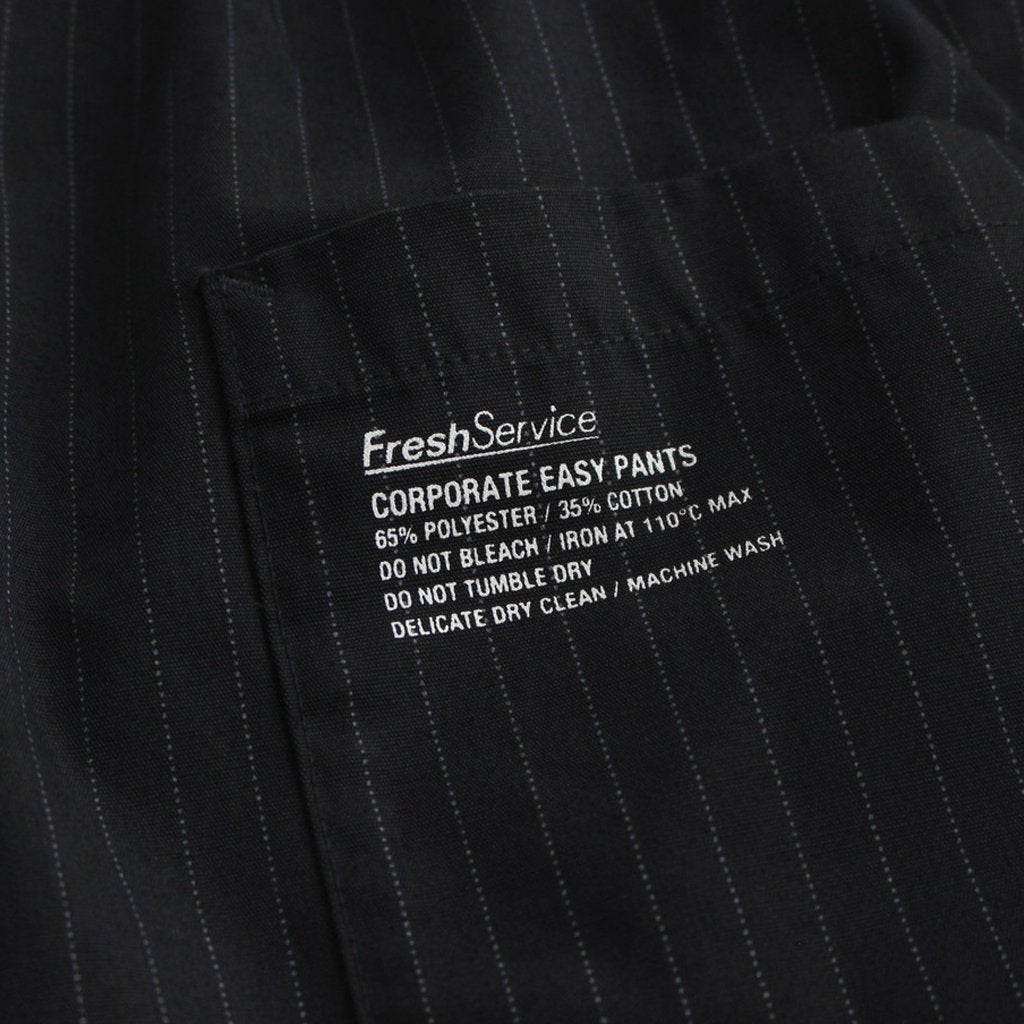 FreshService
CORPORATE EASY PANTS
65% POLYESTER / 35% COTTON
DO NOT BLEACH / IRON AT 110°C MAX
DO NOT TUMBLE DRY
DELICATE DRY CLEAN / MACHINE WASH